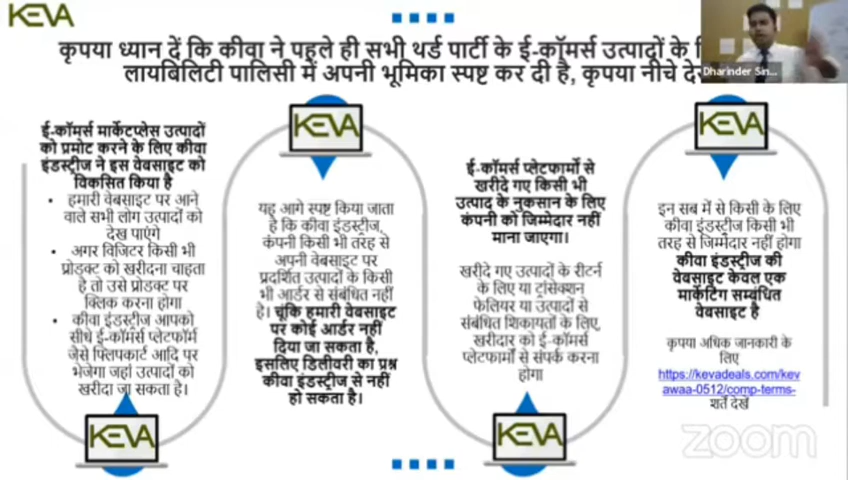 KEVA
कृपया ध्यान दें कि कीवा ने पहले ही सभी थर्ड पार्टी के ई-कॉमर्स उत्पादों के
लायबिलिटी पालिसी में अपनी भूमिका स्पष्ट कर दी है, कृपया नीचे
Dharinder Sin...
ई-कॉमर्स मार्केटप्लेस उत्पादों
को प्रमोट करने के लिए कीवा
इंडस्ट्रीज ने इस वेबसाइट को
विकसित किया है
• हमारी वेबसाइट पर आने
वाले सभी लोग उत्पादों को
देख पाएंगे
• अगर विजिटर किसी भी
प्रोडक्ट को खरीदना चाहता
है तो उसे प्रोडक्ट पर
क्लिक करना होगा
• कीवा इंडस्ट्रीज आपको
सीधे ई-कॉमर्स प्लेटफॉर्म
जैसे फ्लिपकार्ट आदि पर
भेजेगा जहां उत्पादों को
खरीदा जा सकता है।
KEVA
KEVA
यह आगे स्पष्ट किया जाता
है कि कीवा इंडस्ट्रीज,
कंपनी किसी भी तरह से
अपनी वेबसाइट पर
प्रदर्शित उत्पादों के किसी
भी आर्डर से संबंधित नहीं
है। चूंकि हमारी वेबसाइट
पर कोई आर्डर नहीं
दिया जा सकता है,
इसलिए डिलीवरी का प्रश्न
कीवा इंडस्ट्रीज से नहीं
हो सकता है।
ई-कॉमर्स प्लेटफार्मों से
खरीदे गए किसी भी
उत्पाद के नुकसान के लिए
कंपनी को जिम्मेदार नहीं
माना जाएगा।
खरीदे गए उत्पादों के रीटर्न
के लिए या ट्रांसेक्शन
फेलियर या उत्पादों से
संबंधित शिकायतों के लिए,
खरीदार को ई-कॉमर्स
प्लेटफार्मों से संपर्क करना
होगा
KEVA
KEVA
इन सब में से किसी के लिए
कीवा इंडस्ट्रीज किसी भी
तरह से जिम्मेदार नहीं होगा
कीवा इंडस्ट्रीज की
वेबसाइट केवल एक
मार्केटिंग सम्बंधित
वेबसाइट है
कृपया अधिक जानकारी के
लिए
https://kevadeals.com/kev
awaa-0512/comp-terms-
शर्तें देखें
zoom